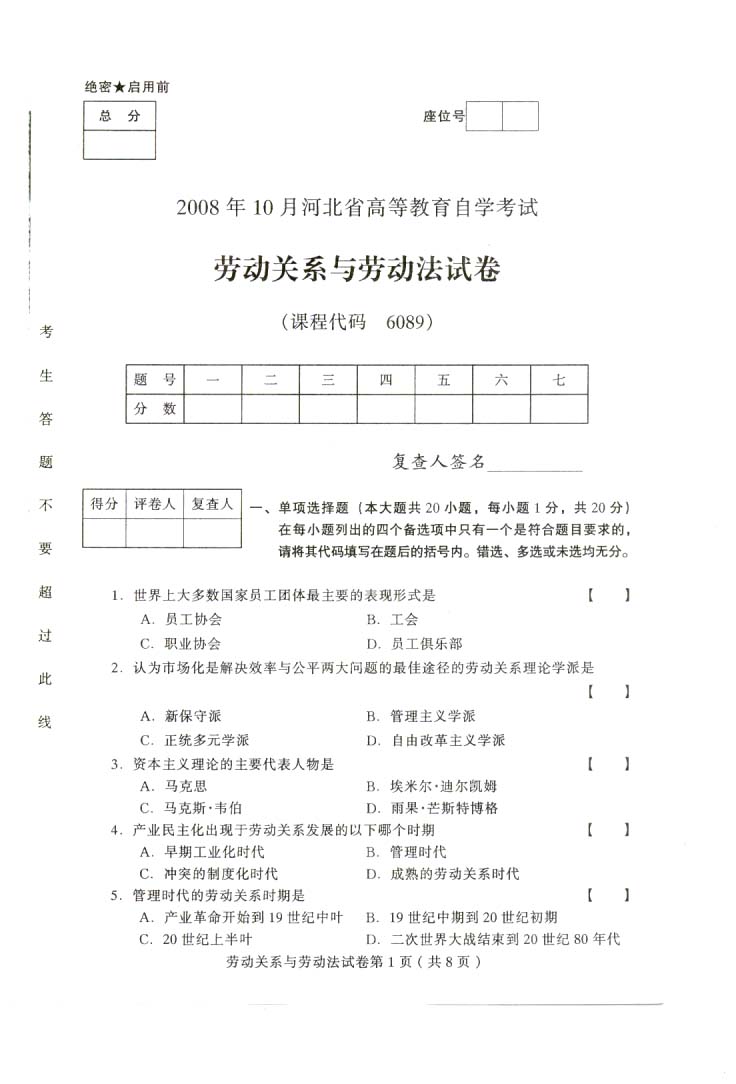 绝密★启用前
总 分
座位号
2008 年 10 月河北省高等教育自学考试
劳动关系与劳动法试卷
(课程代码 6089)
题 号 一 二 三 四 五 六 七
分 数
复查人签名
得分 评卷人 复查人
一、单项选择题(本大题共 20 小题,每小题 1 分,共 20 分)
在每小题列出的四个备选项中只有一个是符合题目要求的,
请将其代码填写在题后的括号内。错选、多选或未选均无分。
1. 世界上大多数国家员工团体最主要的表现形式是 【 】
A. 员工协会 B. 工会
C. 职业协会 D. 员工俱乐部
2. 认为市场化是解决效率与公平两大问题的最佳途径的劳动关系理论学派是
【 】
A. 新保守派 B. 管理主义学派
C. 正统多元学派 D. 自由改革主义学派
3. 资本主义理论的主要代表人物是 【 】
A. 马克思 B. 埃米尔·迪尔凯姆
C. 马克斯·韦伯 D. 雨果·芒斯特博格
4. 产业民主化出现于劳动关系发展的以下哪个时期 【 】
A. 早期工业化时代 B. 管理时代
C. 冲突的制度化时代 D. 成熟的劳动关系时代
5. 管理时代的劳动关系时期是 【 】
A. 产业革命开始到 19 世纪中叶 B. 19 世纪中期到 20 世纪初期
C. 20 世纪上半叶 D. 二次世界大战结束到 20 世纪 80 年代
劳动关系与劳动法试卷第 1 页(共 8 页)
考
生
答
题
不
要
超
过
此
线